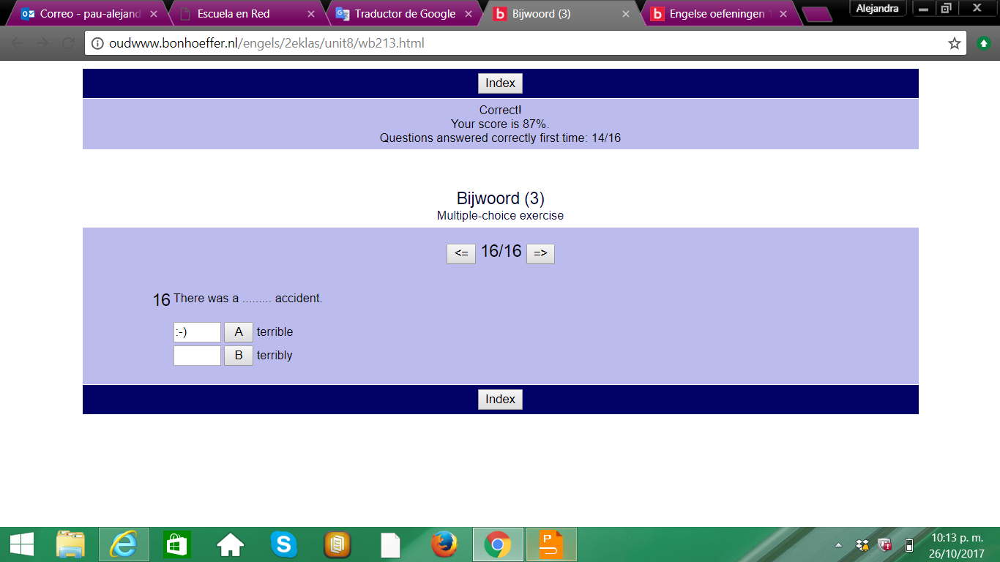 Correo - pau-alejand
Escuela en Red
Traductor de Google
Bijwoord (3)
Engelse oefeningen
Alejandra
oudwww.bonhoeffer.nl/engels/2eklas/unit8/wb213.html
Index
Correct!
Your score is 87%.
Questions answered correctly first time: 14/16
Bijwoord (3)
Multiple-choice exercise
<= 16/16 =>
16 There was a ......... accident.
:-) A terrible
B terribly
Index
10:13 p. m.
26/10/2017